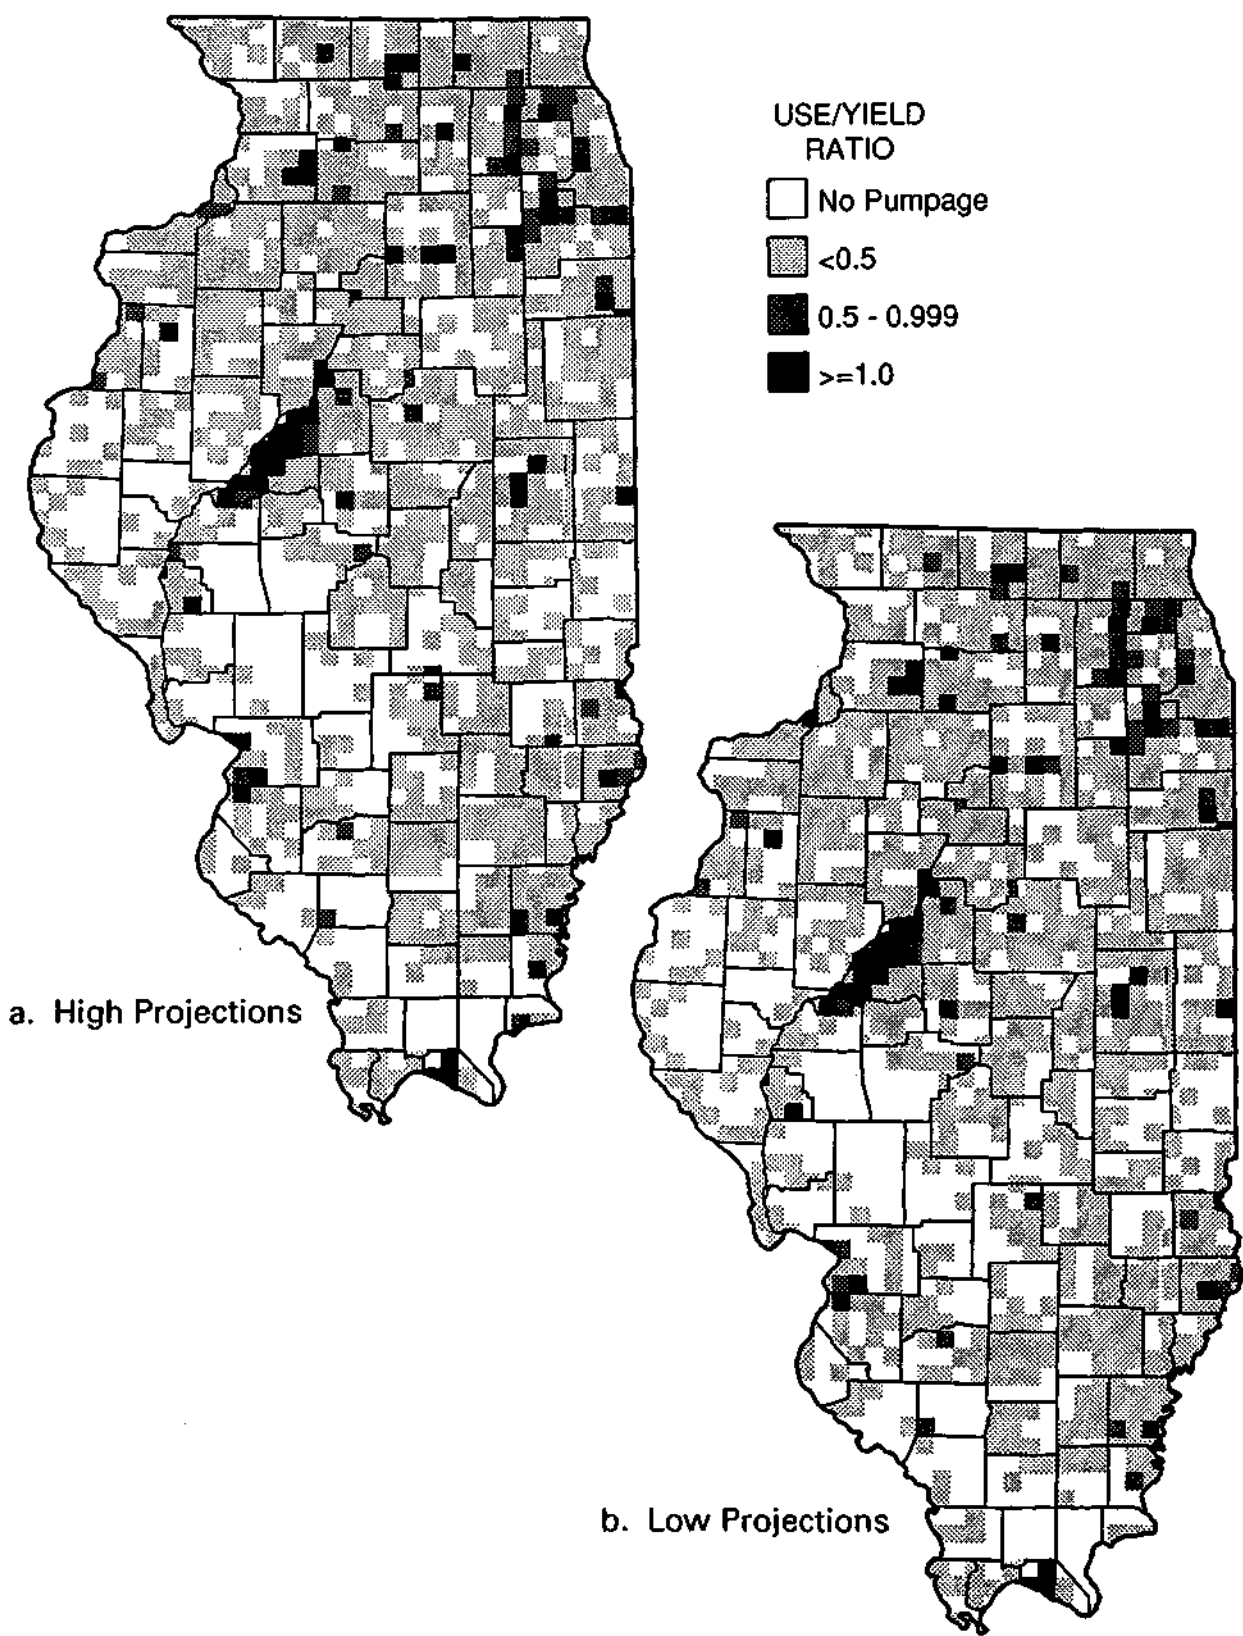 USE/YIELD
RATIO
No Pumpage
<0.5
0.5 - 0.999
>=1.0
a. High Projections
b. Low Projections